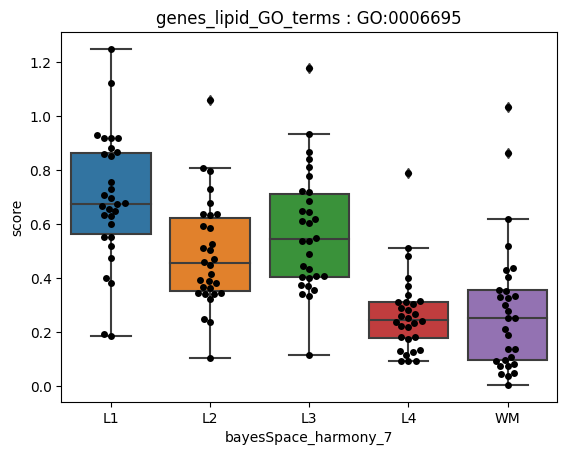 genes_lipid_GO_terms : GO:0006695
1.2
1.0
0.8
0.6
0.4
0.2
0.0
score
L1 L2 L3 L4 WM
bayesSpace_harmony_7